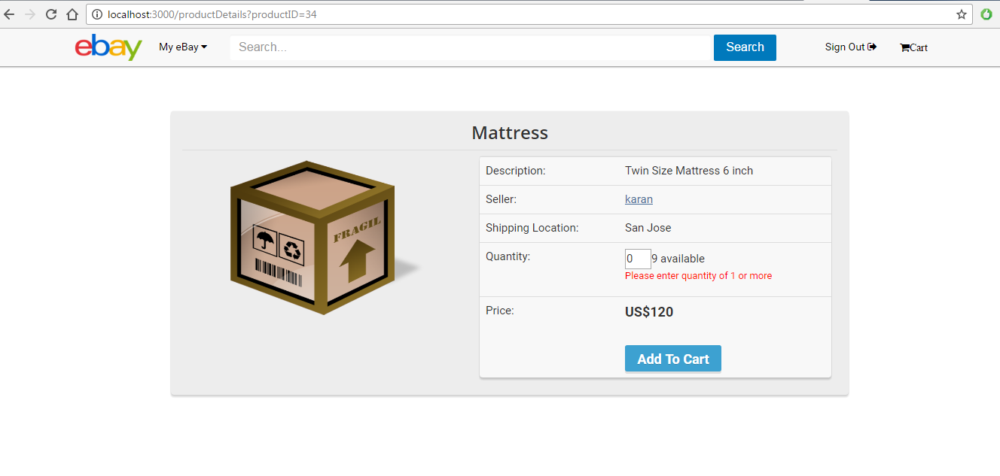 localhost:3000/productDetails?productID=34
ebay My eBay Search... Search Sign Out Cart
Mattress
FRAGIL
Description: Twin Size Mattress 6 inch
Seller: karan
Shipping Location: San Jose
Quantity: 0 9 available
Please enter quantity of 1 or more
Price: US$120
Add To Cart